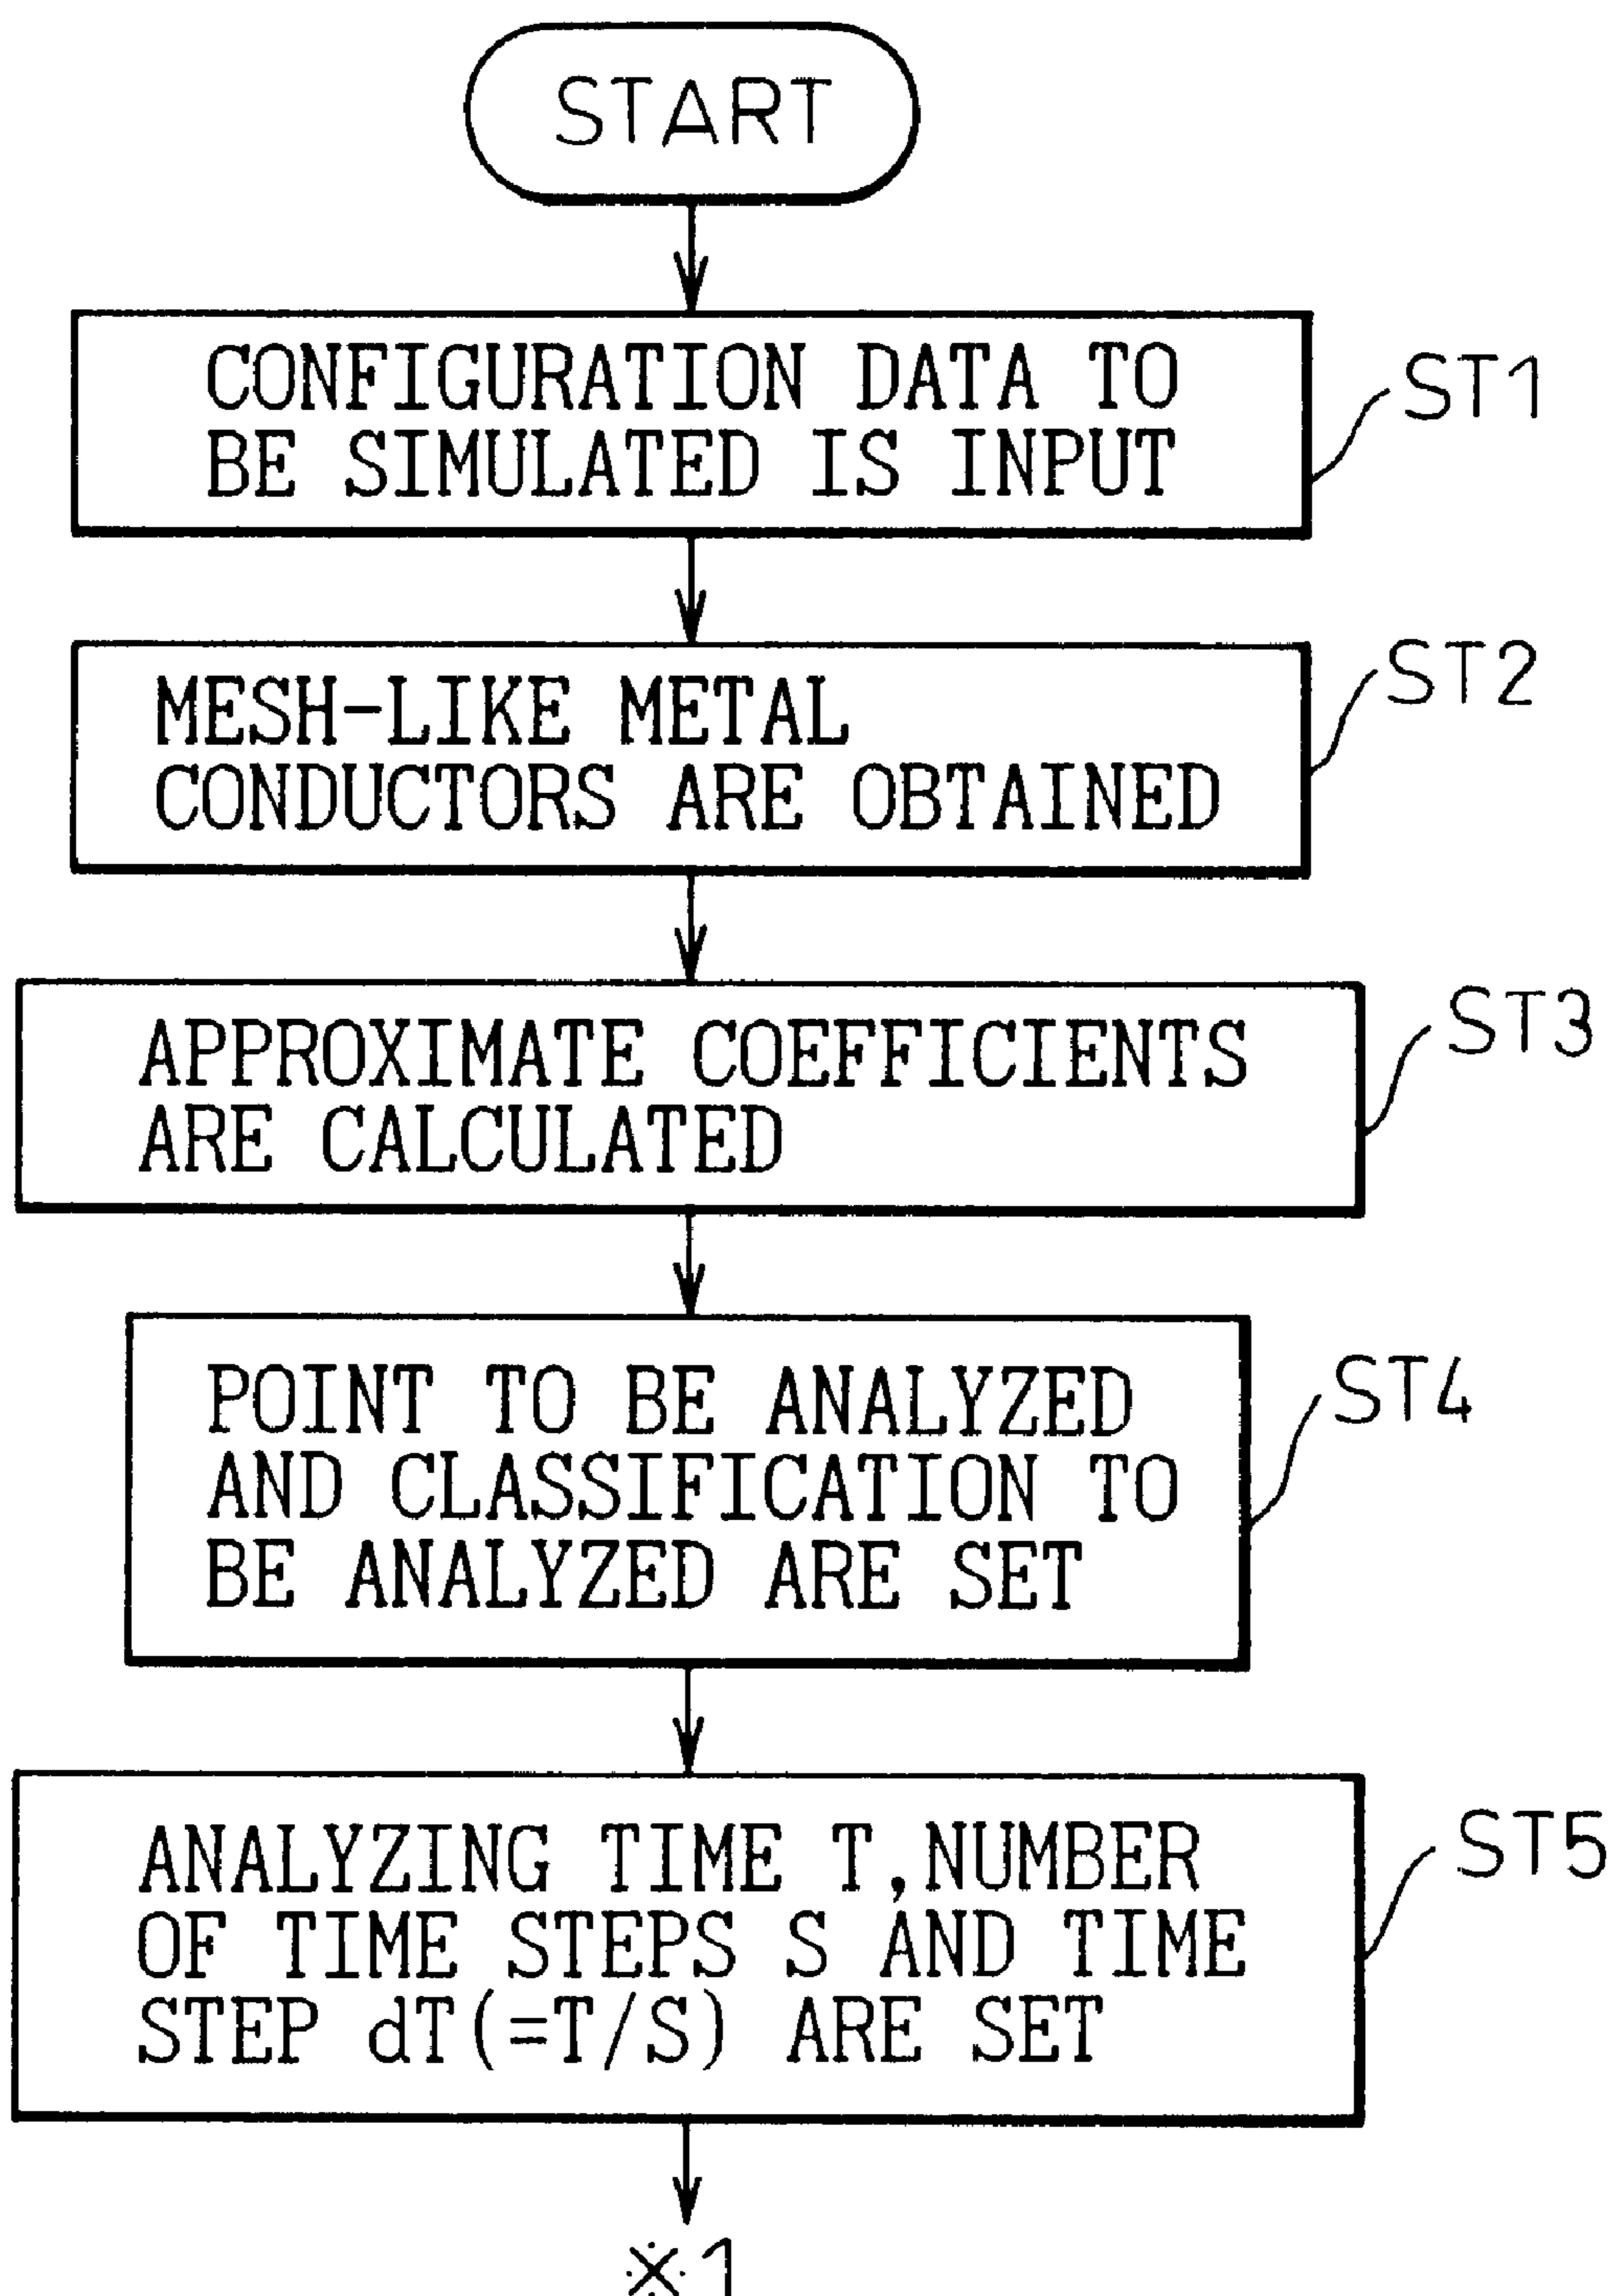 START
CONFIGURATION DATA TO
BE SIMULATED IS INPUT
ST1
MESH-LIKE METAL
CONDUCTORS ARE OBTAINED
ST2
APPROXIMATE COEFFICIENTS
ARE CALCULATED
ST3
POINT TO BE ANALYZED
AND CLASSIFICATION TO
BE ANALYZED ARE SET
ST4
ANALYZING TIME T,NUMBER
OF TIME STEPS S AND TIME
STEP dT(=T/S) ARE SET
ST5
※1